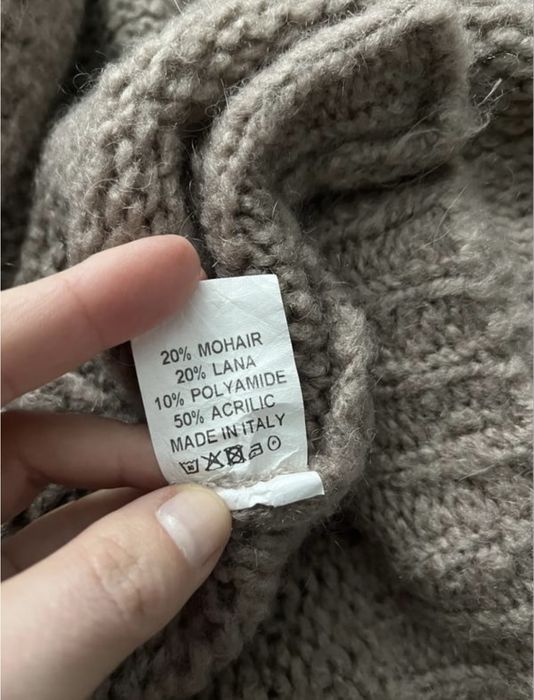 20% MOHAIR
20% LANA
10% POLYAMIDE
50% ACRILIC
MADE IN ITALY